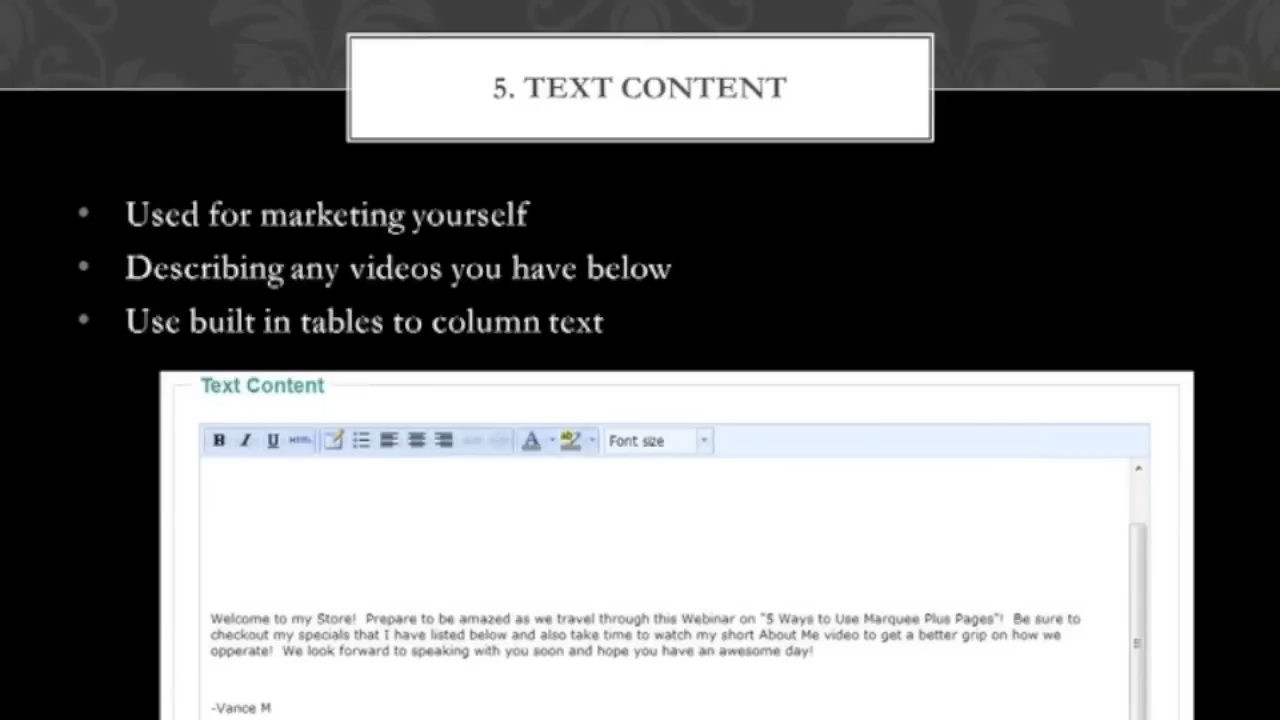 5. TEXT CONTENT
• Used for marketing yourself
• Describing any videos you have below
• Use built in tables to column text
Text Content
B I U HTML A ab Font size
Welcome to my Store! Prepare to be amazed as we travel through this Webinar on "5 Ways to Use Marquee Plus Pages"! Be sure to
checkout my specials that I have listed below and also take time to watch my short About Me video to get a better grip on how we
opperate! We look forward to speaking with you soon and hope you have an awesome day!
-Vance M